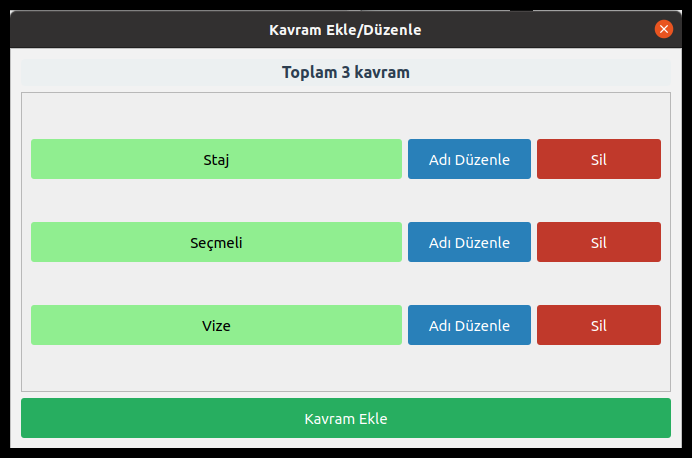 Kavram Ekle/Düzenle
Toplam 3 kavram
Staj Adı Düzenle Sil
Seçmeli Adı Düzenle Sil
Vize Adı Düzenle Sil
Kavram Ekle